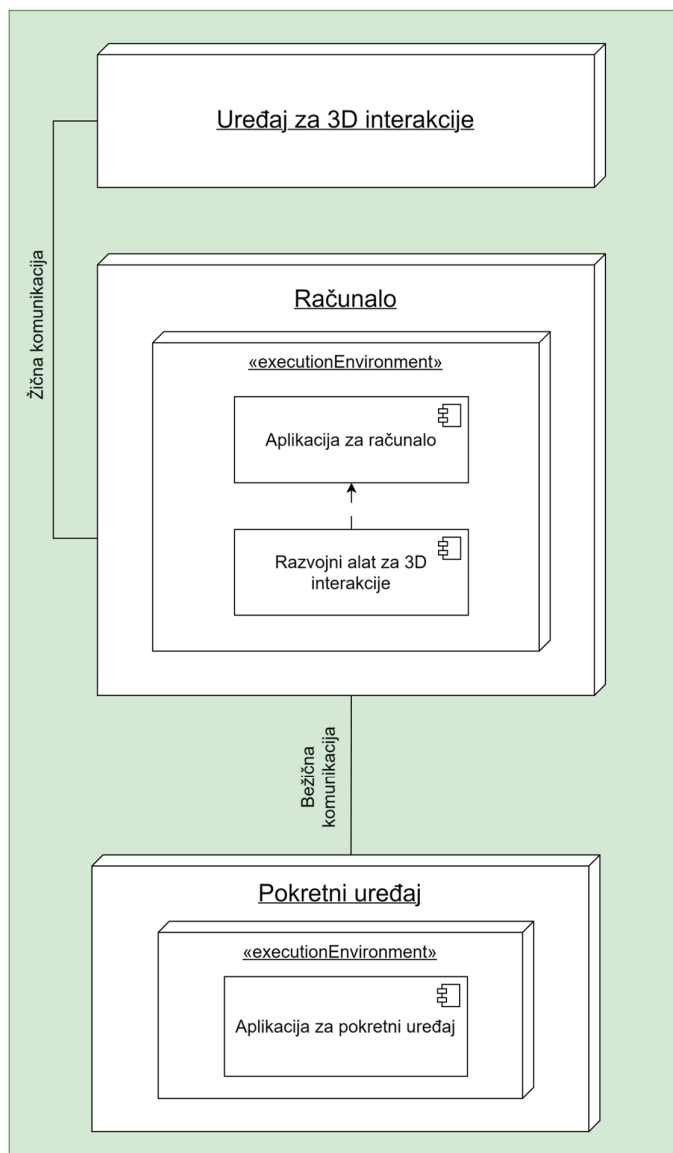 Uređaj za 3D interakcije
Žična komunikacija
Računalo
«executionEnvironment»
Aplikacija za računalo
Razvojni alat za 3D
interakcije
Bežična
komunikacija
Pokretni uređaj
«executionEnvironment»
Aplikacija za pokretni uređaj